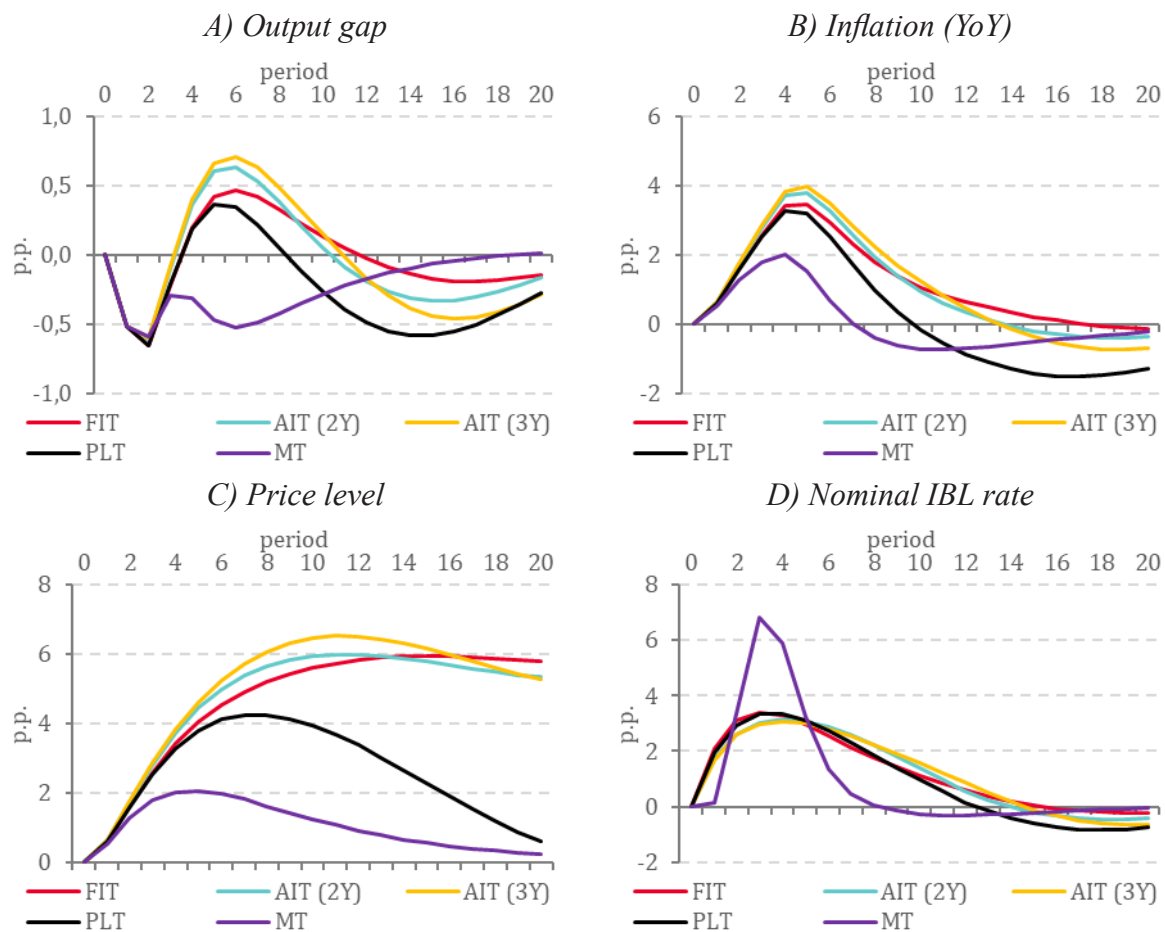 A) Output gap
period
0 2 4 6 8 10 12 14 16 18 20
1,0
0,5
0,0
-0,5
-1,0
p.p.
FIT AIT (2Y) AIT (3Y)
PLT MT
B) Inflation (YoY)
period
0 2 4 6 8 10 12 14 16 18 20
6
4
2
0
-2
p.p.
FIT AIT (2Y) AIT (3Y)
PLT MT
C) Price level
period
0 2 4 6 8 10 12 14 16 18 20
8
6
4
2
0
p.p.
FIT AIT (2Y) AIT (3Y)
PLT MT
D) Nominal IBL rate
period
0 2 4 6 8 10 12 14 16 18 20
8
6
4
2
0
-2
p.p.
FIT AIT (2Y) AIT (3Y)
PLT MT